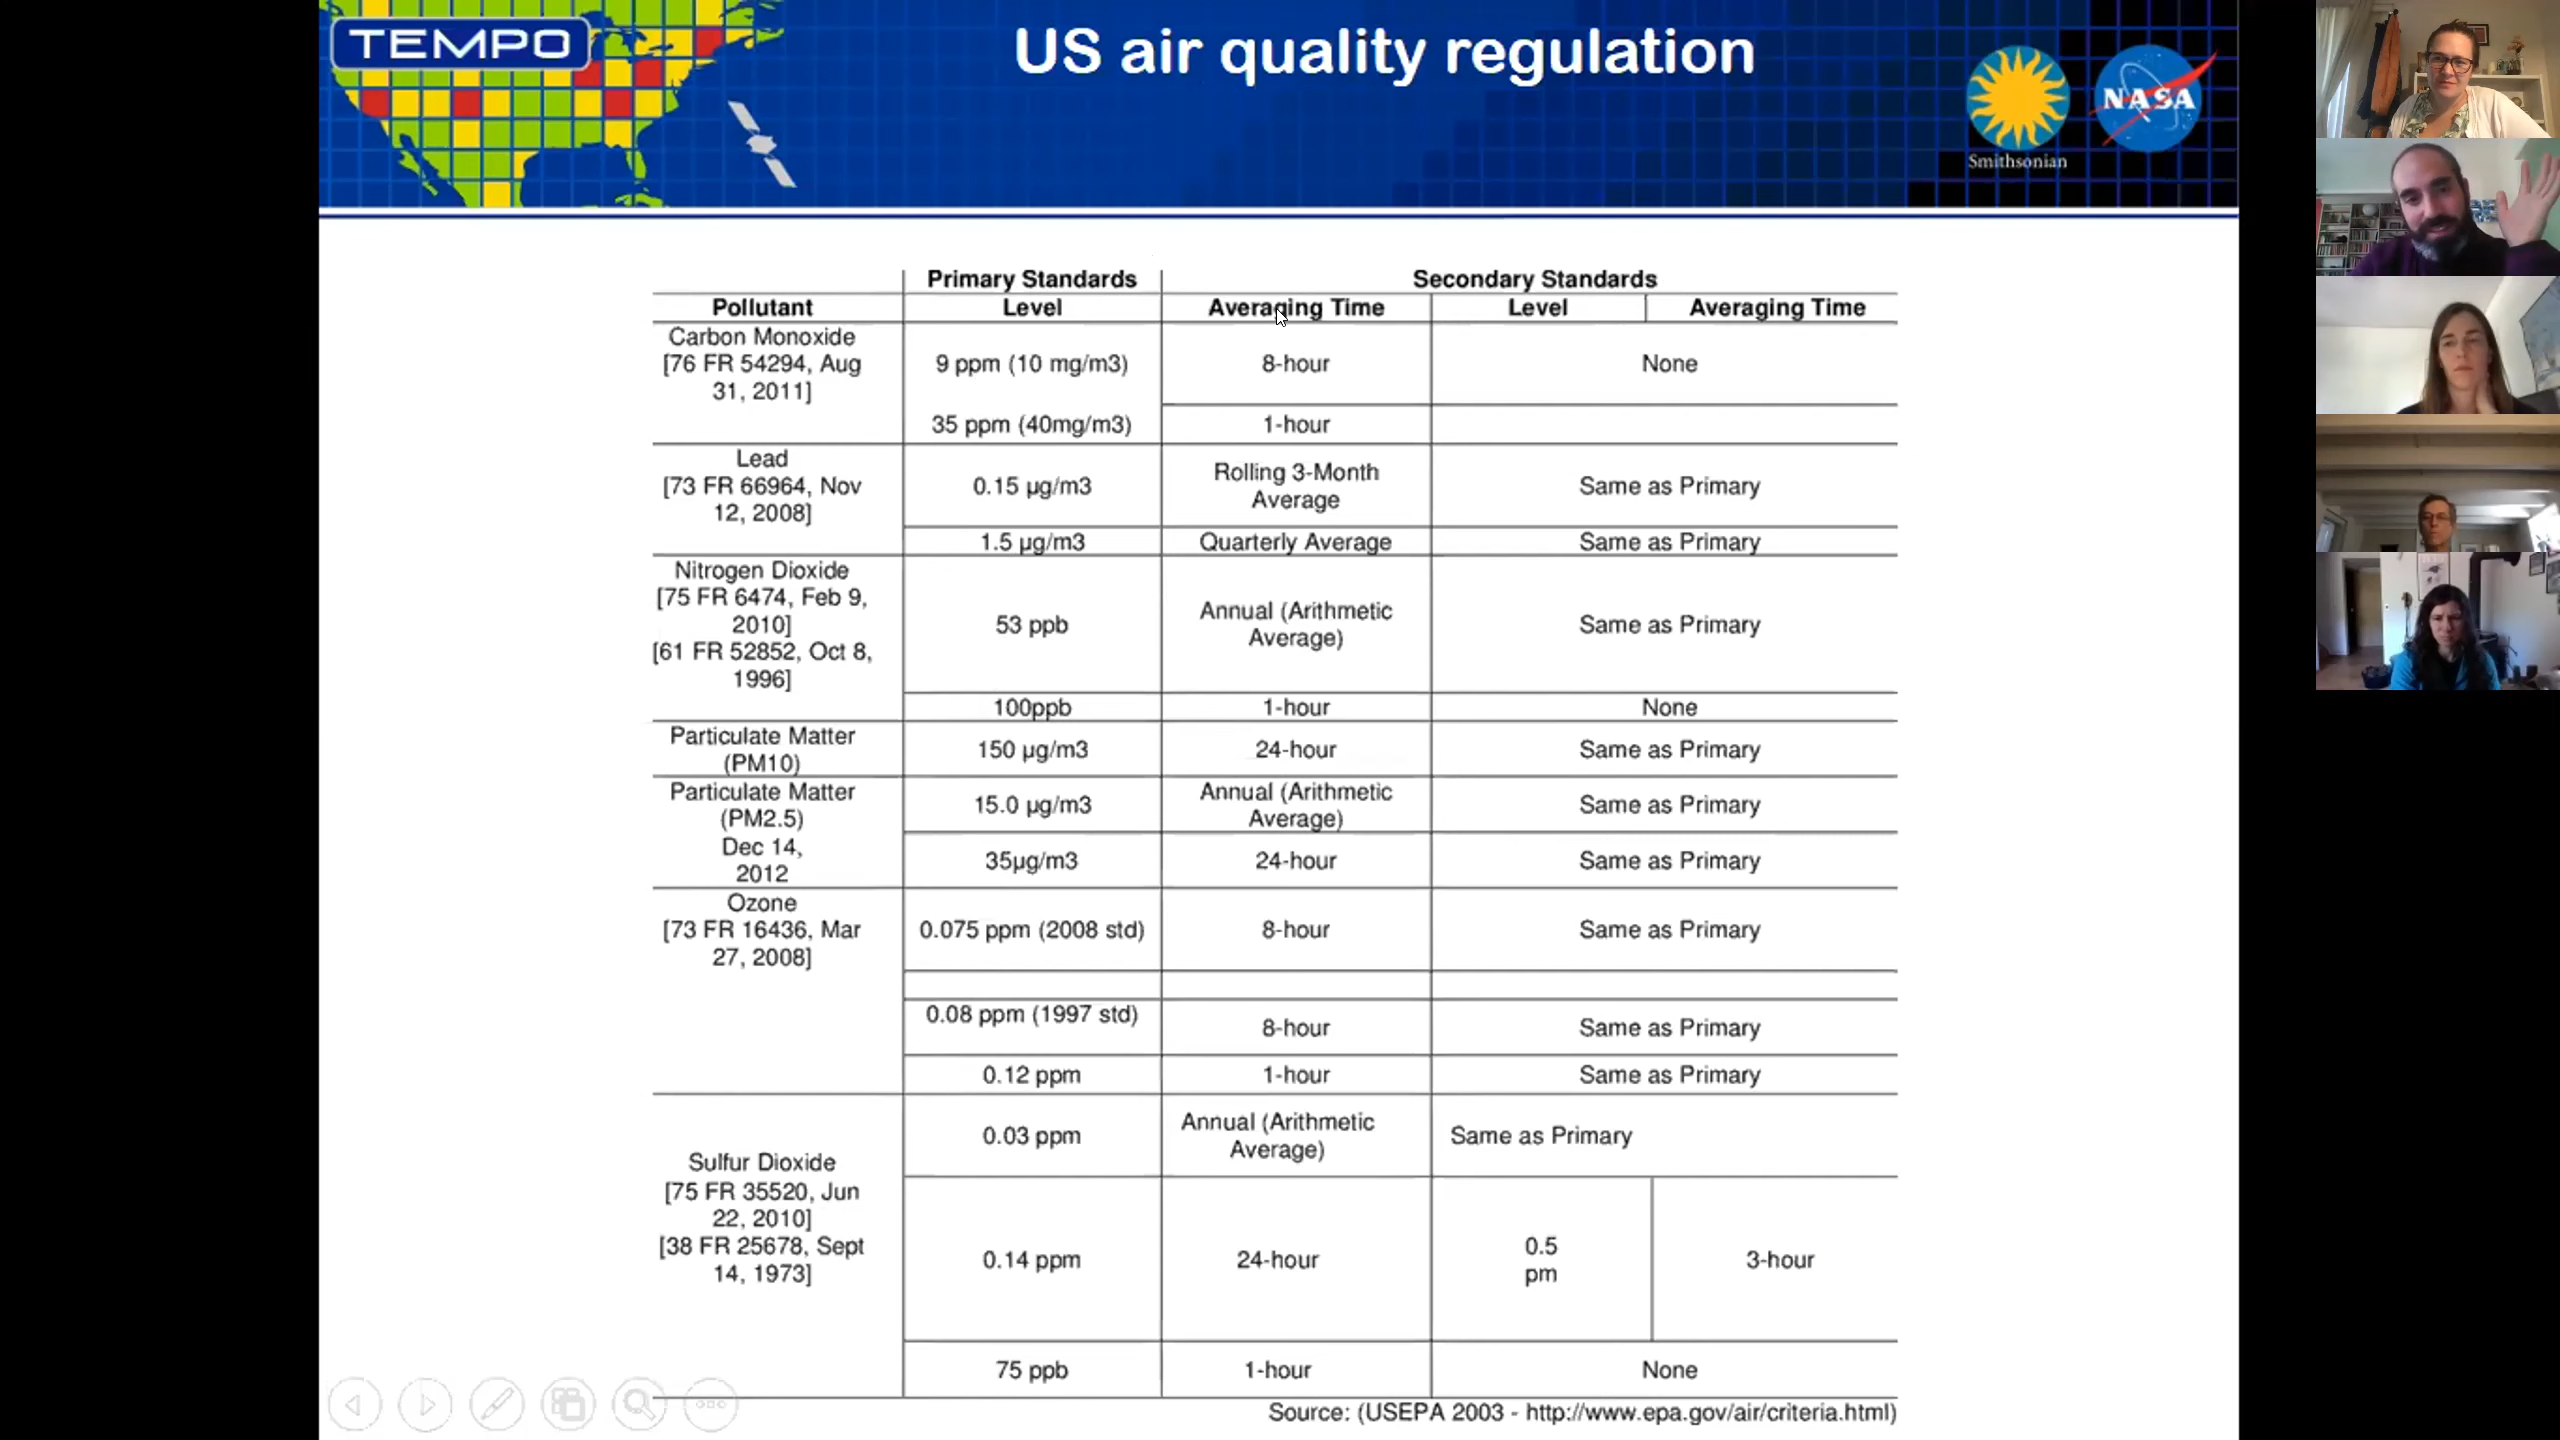 TEMPO
US air quality regulation
Smithsonian
NASA
Primary Standards
Secondary Standards
Pollutant
Level
Averaging Time
Level
Averaging Time
Carbon Monoxide
[76 FR 54294, Aug
31, 2011]
9 ppm (10 mg/m3)
8-hour
None
35 ppm (40mg/m3)
1-hour
Lead
[73 FR 66964, Nov
12, 2008]
0.15 µg/m3
Rolling 3-Month
Average
Same as Primary
1.5 µg/m3
Quarterly Average
Same as Primary
Nitrogen Dioxide
[75 FR 6474, Feb 9,
2010]
[61 FR 52852, Oct 8,
1996]
53 ppb
Annual (Arithmetic
Average)
Same as Primary
100ppb
1-hour
None
Particulate Matter
(PM10)
150 µg/m3
24-hour
Same as Primary
Particulate Matter
(PM2.5)
Dec 14,
2012
15.0 µg/m3
Annual (Arithmetic
Average)
Same as Primary
35µg/m3
24-hour
Same as Primary
Ozone
[73 FR 16436, Mar
27, 2008]
0.075 ppm (2008 std)
8-hour
Same as Primary
0.08 ppm (1997 std)
8-hour
Same as Primary
0.12 ppm
1-hour
Same as Primary
Sulfur Dioxide
[75 FR 35520, Jun
22, 2010]
[38 FR 25678, Sept
14, 1973]
0.03 ppm
Annual (Arithmetic
Average)
Same as Primary
0.14 ppm
24-hour
0.5
pm
3-hour
75 ppb
1-hour
None
Source: (USEPA 2003 - http://www.epa.gov/air/criteria.html)